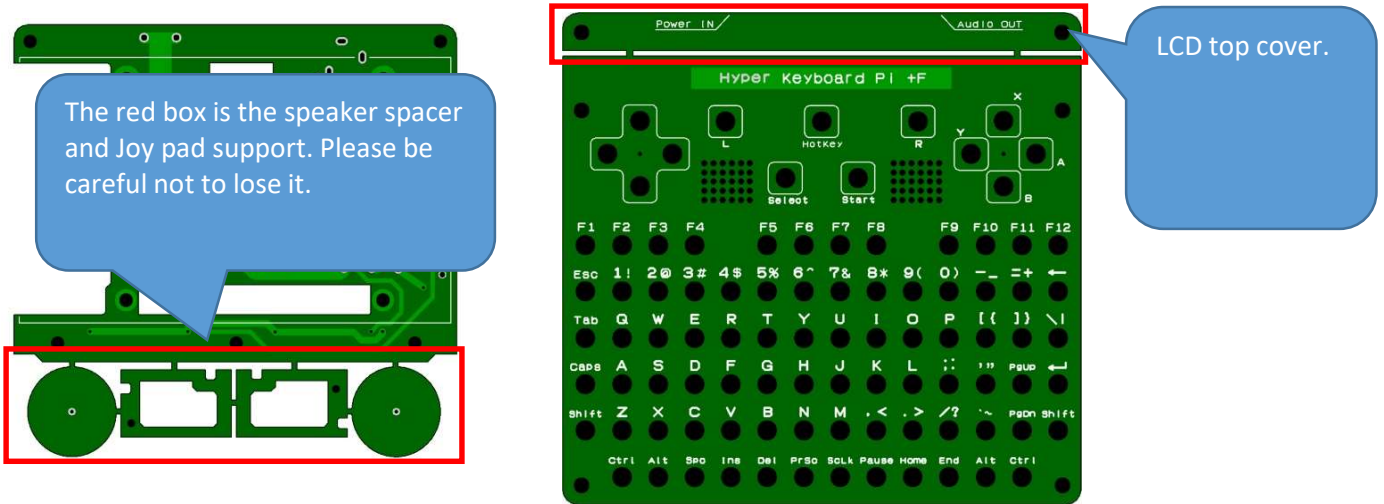 The red box is the speaker spacer
and Joy pad support. Please be
careful not to lose it.
Power IN
Audio OUT
LCD top cover.
Hyper Keyboard Pi +F
X
L
HotKey
R
Y
A
Select
Start
B
F1 F2 F3 F4 F5 F6 F7 F8 F9 F10 F11 F12
Esc 1! 2@ 3# 4$ 5% 6^ 7& 8* 9( 0) -_ =+ ←
Tab Q W E R T Y U I O P [{ ]} \|
Caps A S D F G H J K L ;: '" PgUp ↵
Shift Z X C V B N M .< .> /? `~ PgDn Shift
Ctrl Alt Spc Ins Del PrSc ScLk Pause Home End Alt Ctrl